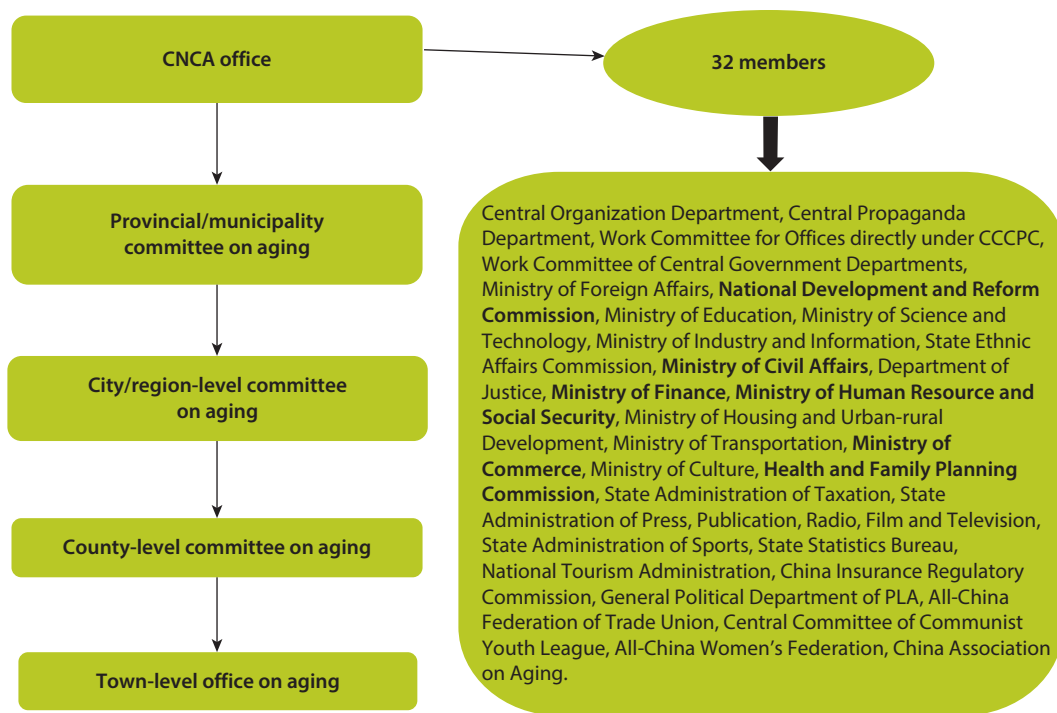 CNCA office
32 members
Provincial/municipality
committee on aging
City/region-level committee
on aging
County-level committee on aging
Town-level office on aging
Central Organization Department, Central Propaganda
Department, Work Committee for Offices directly under CCCPC,
Work Committee of Central Government Departments,
Ministry of Foreign Affairs, National Development and Reform
Commission, Ministry of Education, Ministry of Science and
Technology, Ministry of Industry and Information, State Ethnic
Affairs Commission, Ministry of Civil Affairs, Department of
Justice, Ministry of Finance, Ministry of Human Resource and
Social Security, Ministry of Housing and Urban-rural
Development, Ministry of Transportation, Ministry of
Commerce, Ministry of Culture, Health and Family Planning
Commission, State Administration of Taxation, State
Administration of Press, Publication, Radio, Film and Television,
State Administration of Sports, State Statistics Bureau,
National Tourism Administration, China Insurance Regulatory
Commission, General Political Department of PLA, All-China
Federation of Trade Union, Central Committee of Communist
Youth League, All-China Women’s Federation, China Association
on Aging.